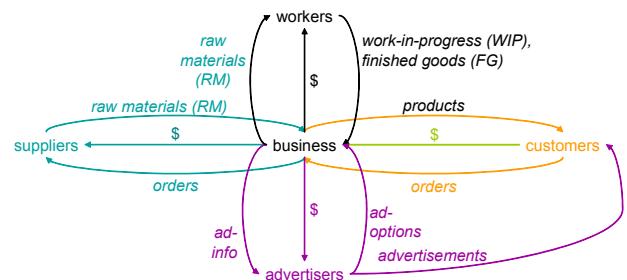 workers
raw
materials
(RM)
work-in-progress (WIP),
finished goods (FG)
$
raw materials (RM)
products
$
$
suppliers
business
customers
orders
orders
$
ad-
info
ad-
options
advertisements
advertisers